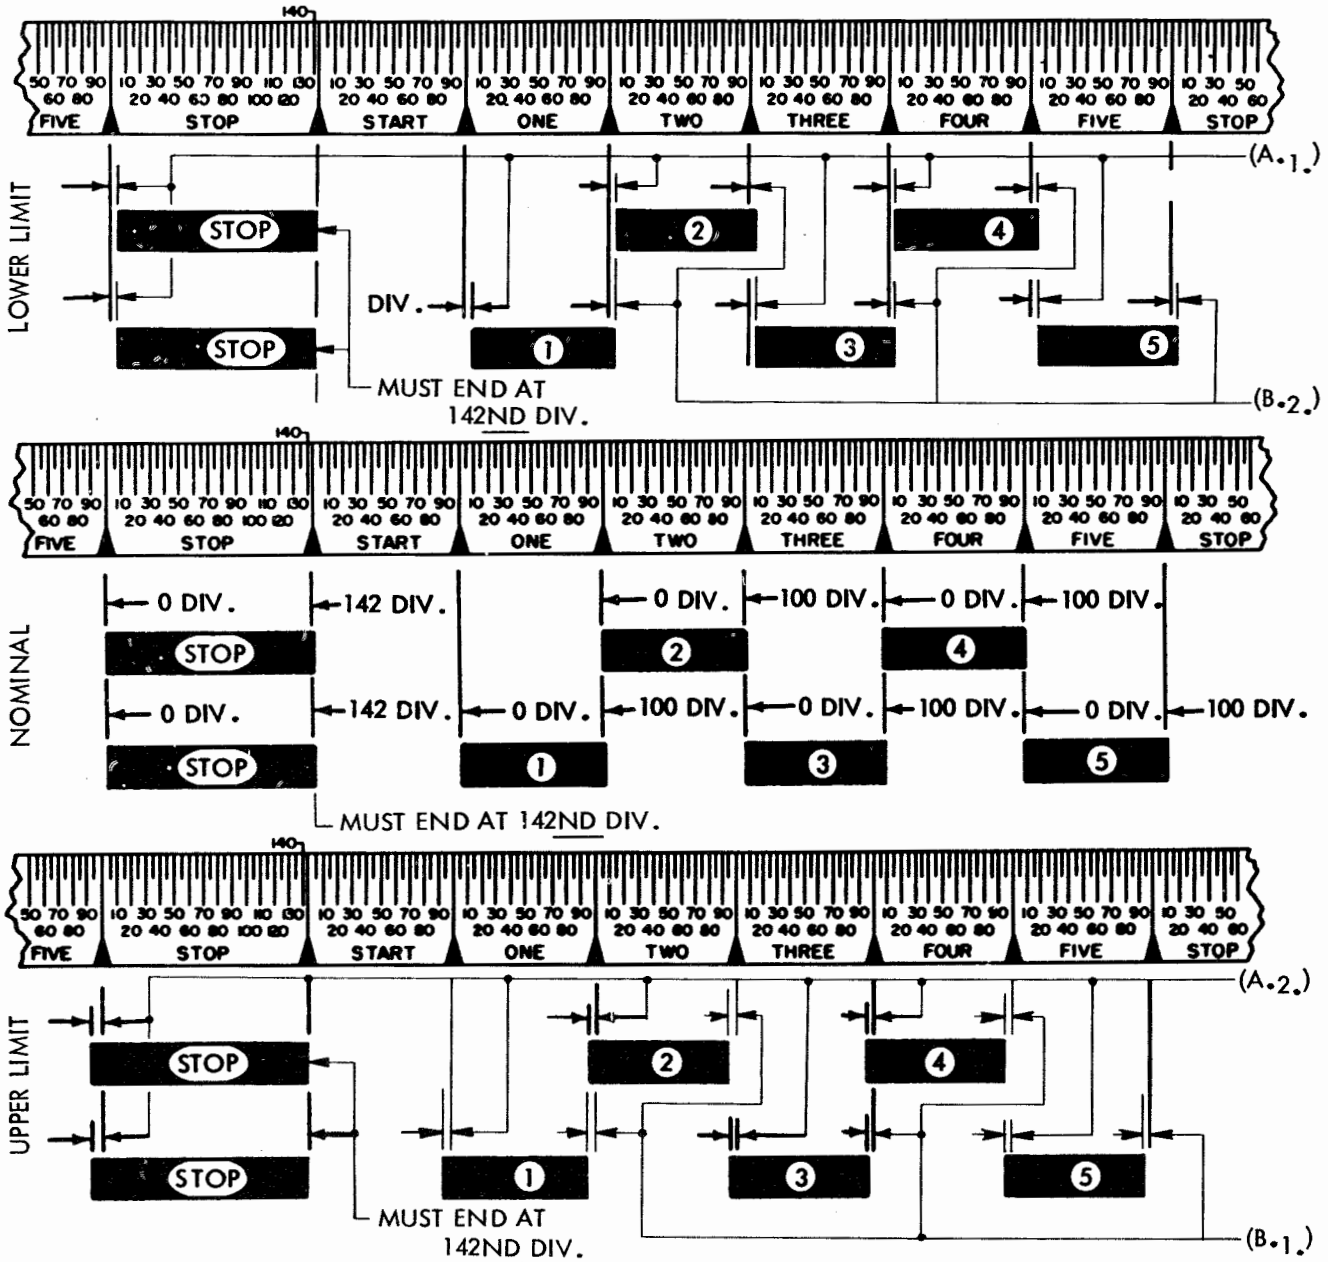 140
50 70 90 10 30 50 70 90 110 130 10 30 50 70 90 10 30 50 70 90 10 30 50 70 90 10 30 50 70 90 10 30 50 70 90 10 30 50 70 90 10 30 50
60 80 20 40 60 80 100 120 20 40 60 80 20 40 60 80 20 40 60 80 20 40 60 80 20 40 60 80 20 40 60 80 20 40 60
FIVE STOP START ONE TWO THREE FOUR FIVE STOP
(A.1.)
LOWER LIMIT
STOP 2 4
DIV.
STOP 1 3 5
MUST END AT
142ND DIV.
(B.2.)
140
50 70 90 10 30 50 70 90 110 130 10 30 50 70 90 10 30 50 70 90 10 30 50 70 90 10 30 50 70 90 10 30 50 70 90 10 30 50 70 90 10 30 50
60 80 20 40 60 80 100 120 20 40 60 80 20 40 60 80 20 40 60 80 20 40 60 80 20 40 60 80 20 40 60 80 20 40 60
FIVE STOP START ONE TWO THREE FOUR FIVE STOP
NOMINAL
0 DIV. 142 DIV. 0 DIV. 100 DIV. 0 DIV. 100 DIV.
STOP 2 4
0 DIV. 142 DIV. 0 DIV. 100 DIV. 0 DIV. 100 DIV. 0 DIV. 100 DIV.
STOP 1 3 5
MUST END AT 142ND DIV.
140
50 70 90 10 30 50 70 90 110 130 10 30 50 70 90 10 30 50 70 90 10 30 50 70 90 10 30 50 70 90 10 30 50 70 90 10 30 50 70 90 10 30 50
60 80 20 40 60 80 100 120 20 40 60 80 20 40 60 80 20 40 60 80 20 40 60 80 20 40 60 80 20 40 60 80 20 40 60
FIVE STOP START ONE TWO THREE FOUR FIVE STOP
(A.2.)
UPPER LIMIT
STOP 2 4
STOP 1 3 5
MUST END AT
142ND DIV.
(B.1.)